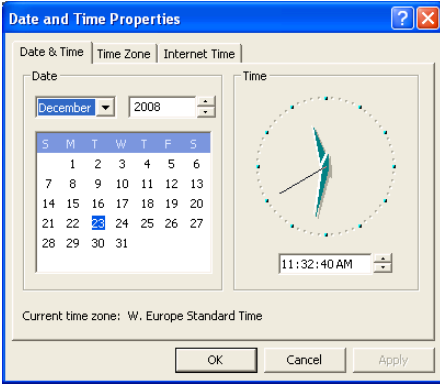 Date and Time Properties
Date & Time Time Zone Internet Time
Date
December 2008
S M T W T F S
1 2 3 4 5 6
7 8 9 10 11 12 13
14 15 16 17 18 19 20
21 22 23 24 25 26 27
28 29 30 31
Time
11:32:40 AM
Current time zone: W. Europe Standard Time
OK Cancel Apply